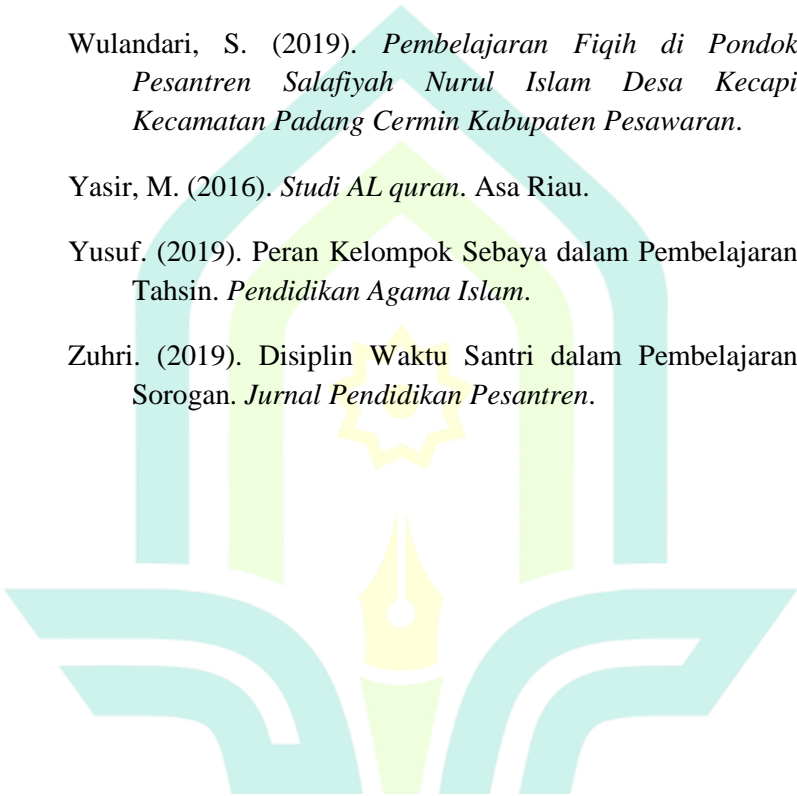 Wulandari, S. (2019). Pembelajaran Fiqih di Pondok
Pesantren Salafiyah Nurul Islam Desa Kecapi
Kecamatan Padang Cermin Kabupaten Pesawaran.
Yasir, M. (2016). Studi AL quran. Asa Riau.
Yusuf. (2019). Peran Kelompok Sebaya dalam Pembelajaran
Tahsin. Pendidikan Agama Islam.
Zuhri. (2019). Disiplin Waktu Santri dalam Pembelajaran
Sorogan. Jurnal Pendidikan Pesantren.